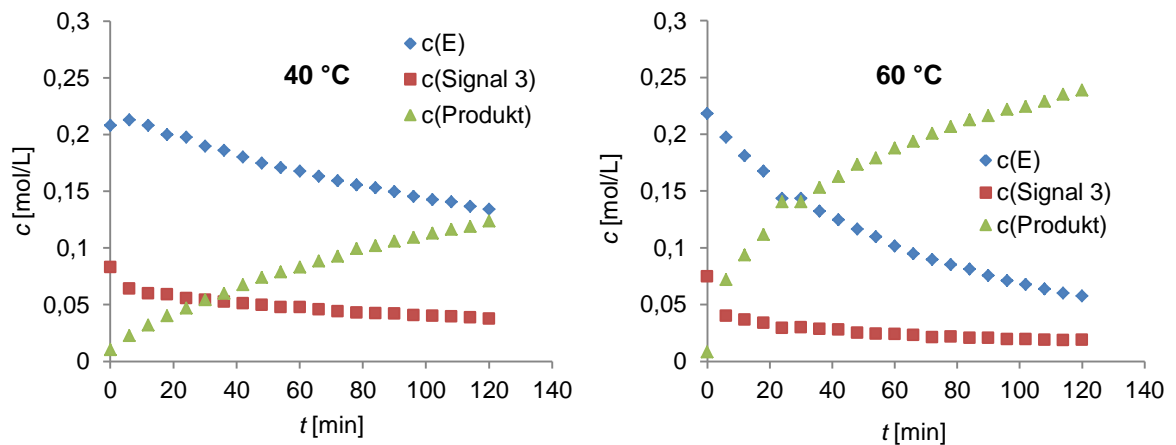 0,3
0,25
0,2
0,15
0,1
0,05
0
c [mol/L]
40 °C
c(E)
c(Signal 3)
c(Produkt)
0 20 40 60 80 100 120 140
t [min]
0,3
0,25
0,2
0,15
0,1
0,05
0
c [mol/L]
60 °C
c(E)
c(Signal 3)
c(Produkt)
0 20 40 60 80 100 120 140
t [min]